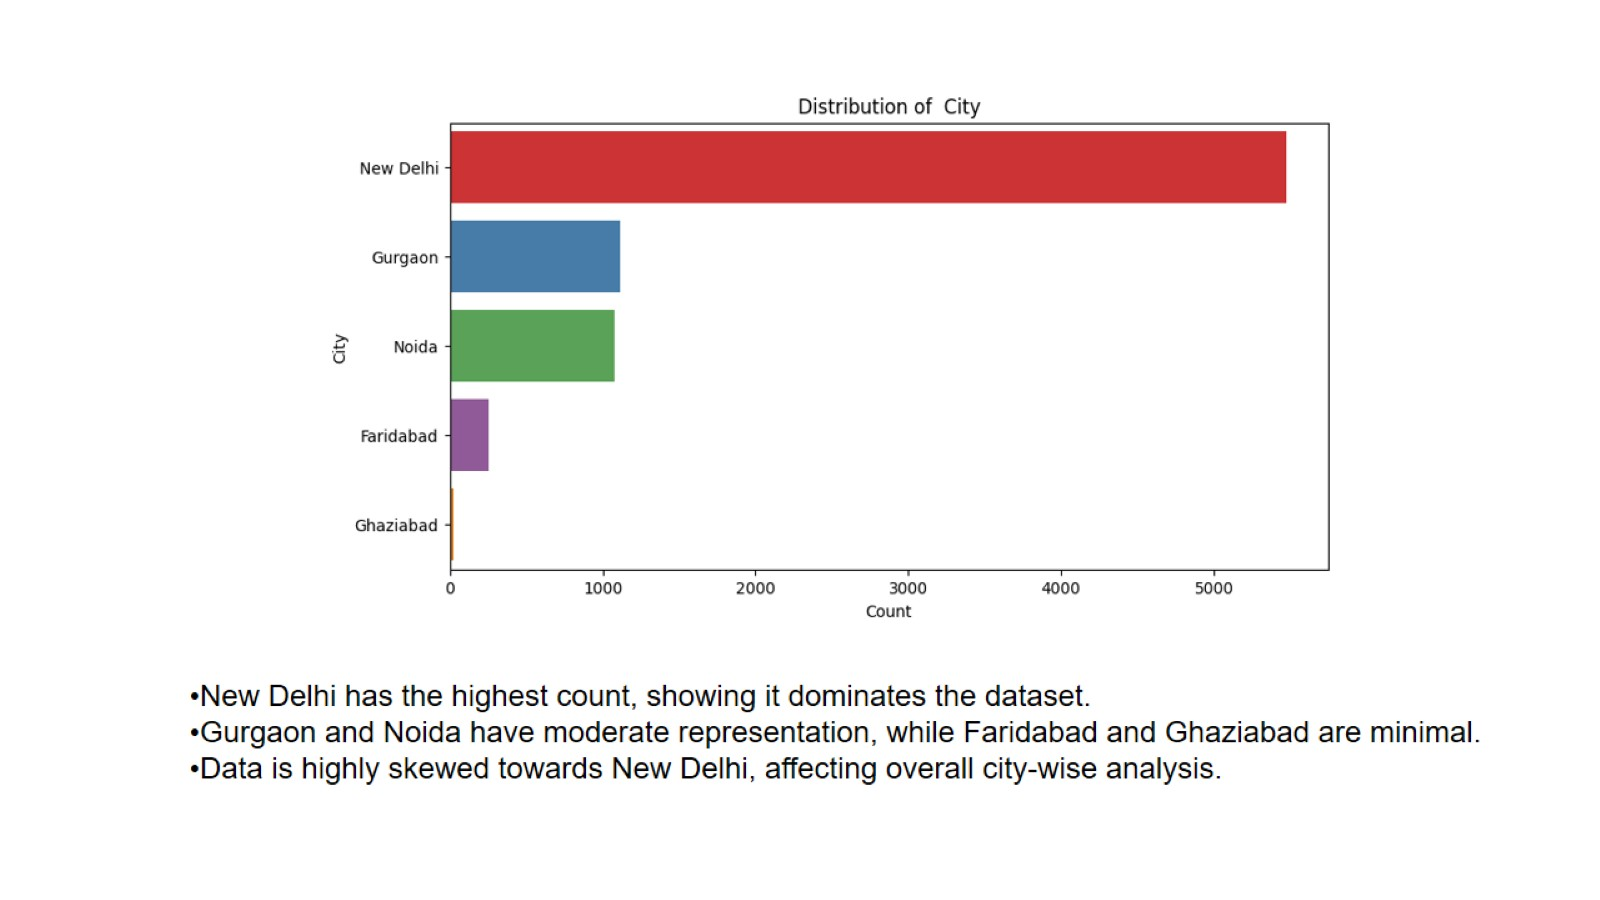 Distribution of  City
New Delhi
Gurgaon
Noida
Faridabad
Ghaziabad
City
0 1000 2000 3000 4000 5000
Count
•New Delhi has the highest count, showing it dominates the dataset.
•Gurgaon and Noida have moderate representation, while Faridabad and Ghaziabad are minimal.
•Data is highly skewed towards New Delhi, affecting overall city-wise analysis.